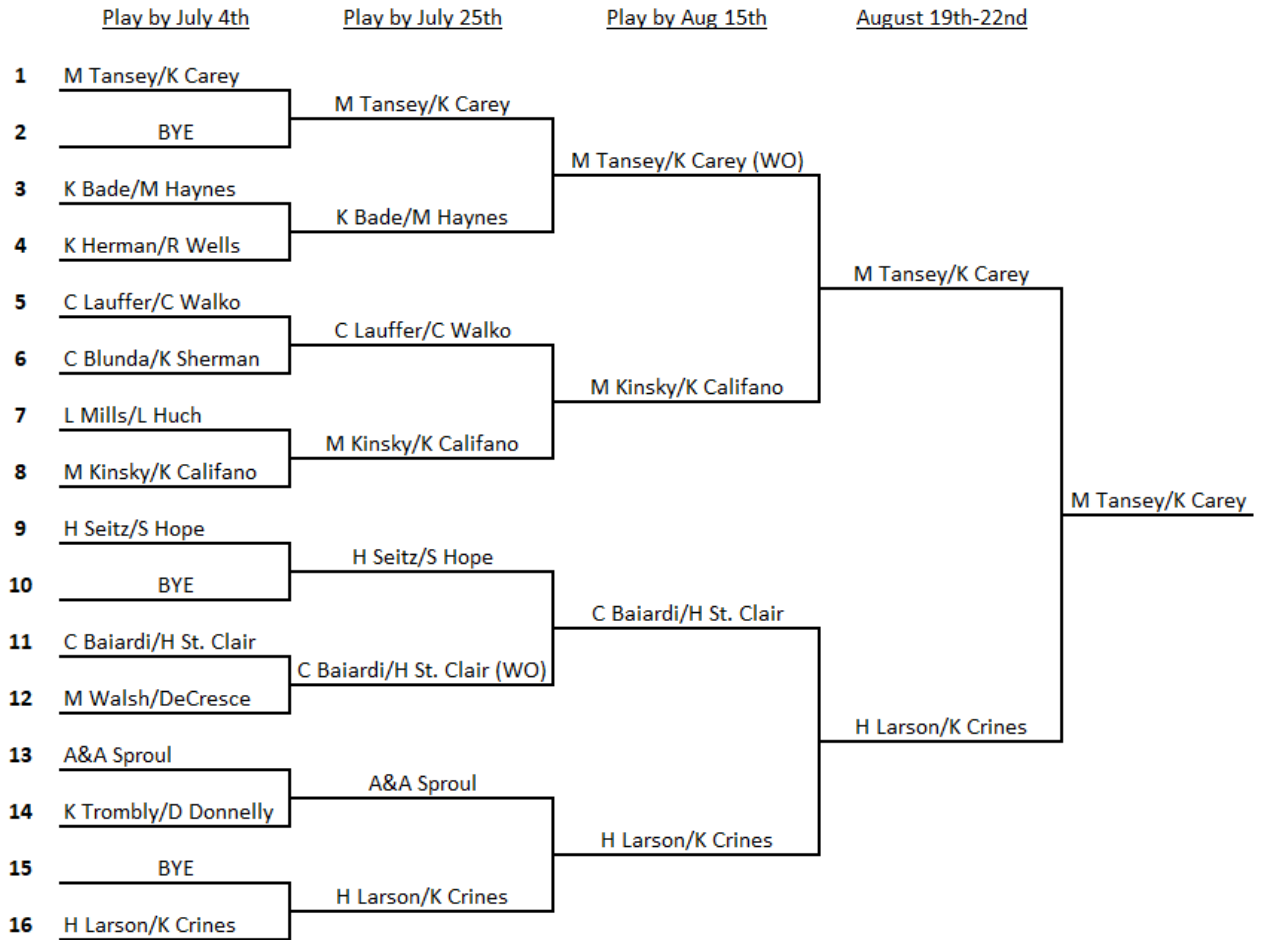 Play by July 4th Play by July 25th Play by Aug 15th August 19th-22nd
1 M Tansey/K Carey
M Tansey/K Carey
2 BYE
M Tansey/K Carey (WO)
3 K Bade/M Haynes
K Bade/M Haynes
4 K Herman/R Wells
M Tansey/K Carey
5 C Lauffer/C Walko
C Lauffer/C Walko
6 C Blunda/K Sherman
M Kinsky/K Califano
7 L Mills/L Huch
M Kinsky/K Califano
8 M Kinsky/K Califano
M Tansey/K Carey
9 H Seitz/S Hope
H Seitz/S Hope
10 BYE
C Baiardi/H St. Clair
11 C Baiardi/H St. Clair
C Baiardi/H St. Clair (WO)
12 M Walsh/DeCresce
H Larson/K Crines
13 A&A Sproul
A&A Sproul
14 K Trombly/D Donnelly
H Larson/K Crines
15 BYE
H Larson/K Crines
16 H Larson/K Crines